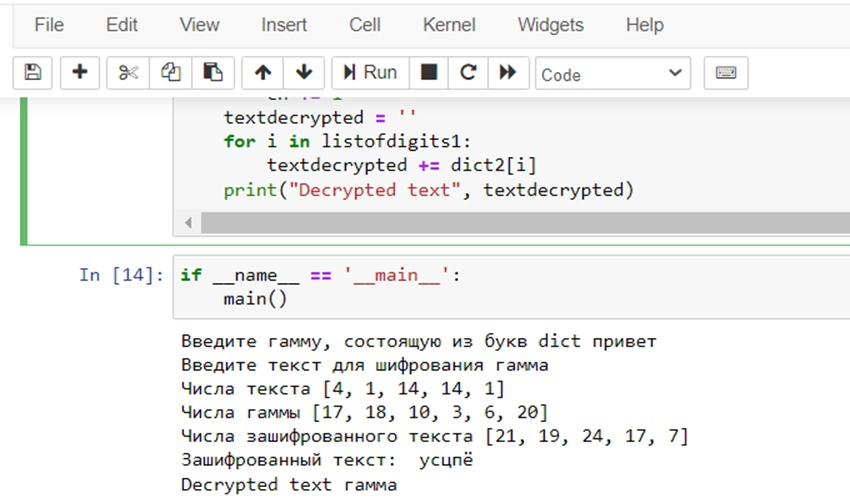 File Edit View Insert Cell Kernel Widgets Help
Run Code
textdecrypted = ''
for i in listofdigits1:
textdecrypted += dict2[i]
print("Decrypted text", textdecrypted)
In [14]: if __name__ == '__main__':
main()
Введите гамму, состоящую из букв dict привет
Введите текст для шифрования гамма
Числа текста [4, 1, 14, 14, 1]
Числа гаммы [17, 18, 10, 3, 6, 20]
Числа зашифрованного текста [21, 19, 24, 17, 7]
Зашифрованный текст: усцпё
Decrypted text гамма